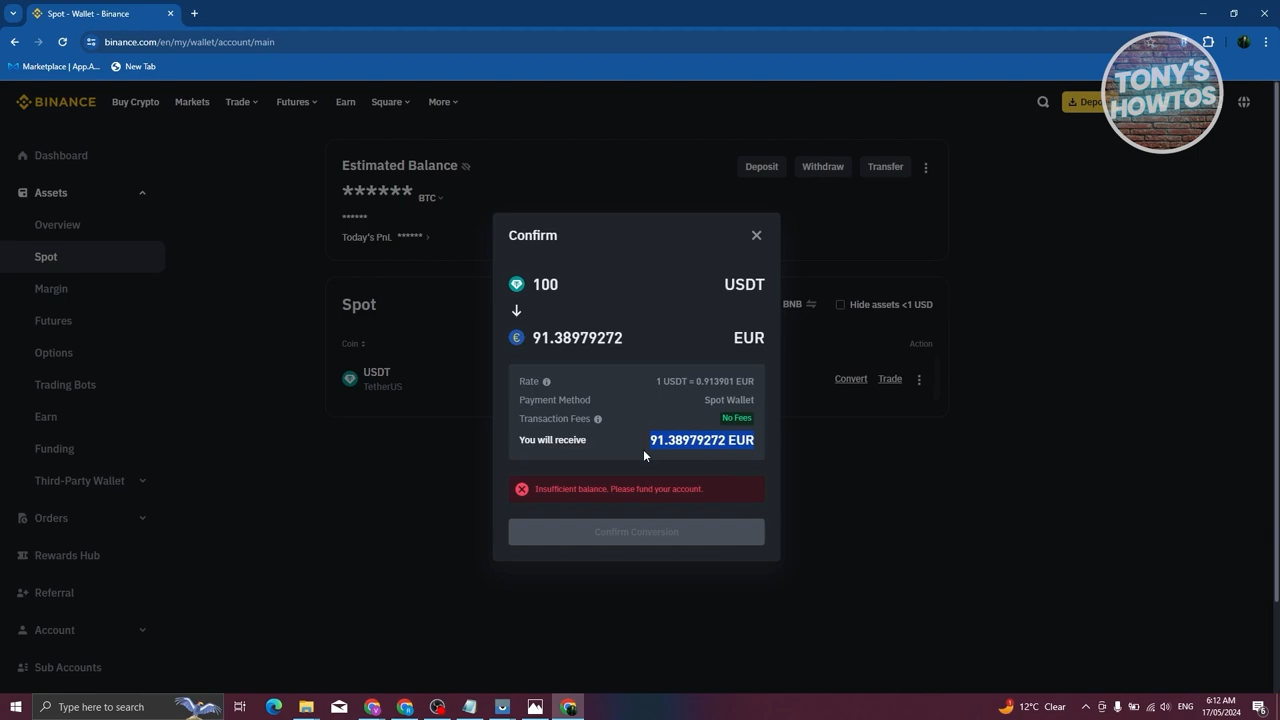 Spot - Wallet - Binance
binance.com/en/my/wallet/account/main
Marketplace | App.A...
New Tab
TONY'S
HOWTOS
BINANCE
Buy Crypto
Markets
Trade
Futures
Earn
Square
More
Depo
Dashboard
Assets
Overview
Spot
Margin
Futures
Options
Trading Bots
Earn
Funding
Third-Party Wallet
Orders
Rewards Hub
Referral
Account
Sub Accounts
Estimated Balance
Deposit
Withdraw
Transfer
****** BTC
******
Today's PnL ******
Spot
BNB
Hide assets <1 USD
Coin
Action
USDT
TetherUS
Convert
Trade
Confirm
100 USDT
91.38979272 EUR
Rate 1 USDT = 0.913901 EUR
Payment Method Spot Wallet
Transaction Fees No Fees
You will receive 91.38979272 EUR
Insufficient balance. Please fund your account.
Confirm Conversion
Type here to search
12°C Clear
ENG
6:12 AM
17/05/2024